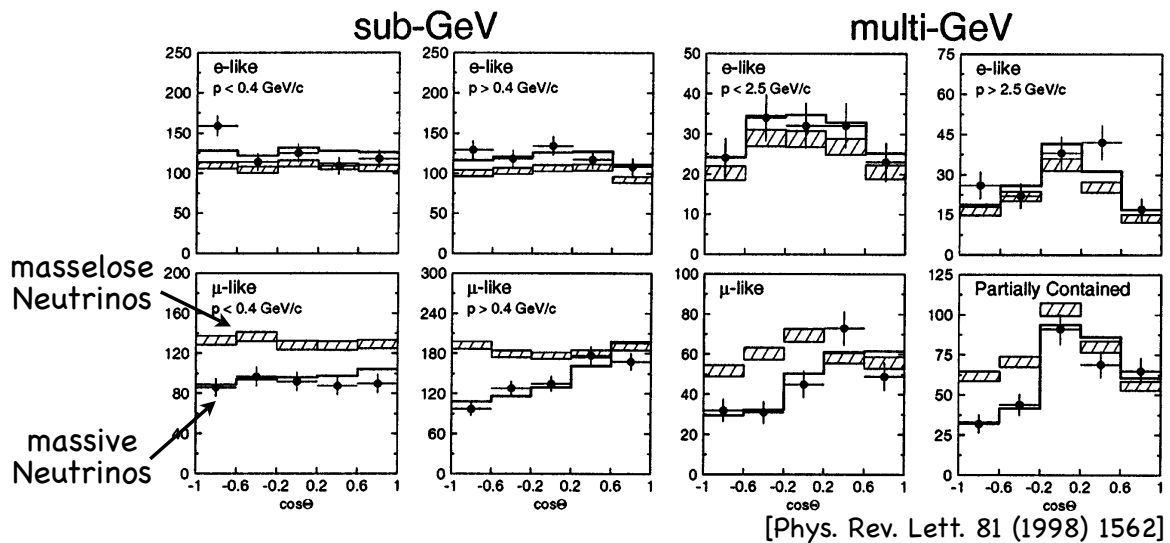 sub-GeV
multi-GeV
250
200
150
100
50
0
e-like
p < 0.4 GeV/c
250
200
150
100
50
0
e-like
p > 0.4 GeV/c
50
40
30
20
10
0
e-like
p < 2.5 GeV/c
75
60
45
30
15
0
e-like
p > 2.5 GeV/c
masselose
Neutrinos
massive
Neutrinos
200
160
120
80
40
0
μ-like
p < 0.4 GeV/c
-1 -0.6 -0.2 0.2 0.6 1
cosΘ
300
240
180
120
60
0
μ-like
p > 0.4 GeV/c
-1 -0.6 -0.2 0.2 0.6 1
cosΘ
100
80
60
40
20
0
μ-like
-1 -0.6 -0.2 0.2 0.6 1
cosΘ
125
100
75
50
25
0
Partially Contained
-1 -0.6 -0.2 0.2 0.6 1
cosΘ
[Phys. Rev. Lett. 81 (1998) 1562]